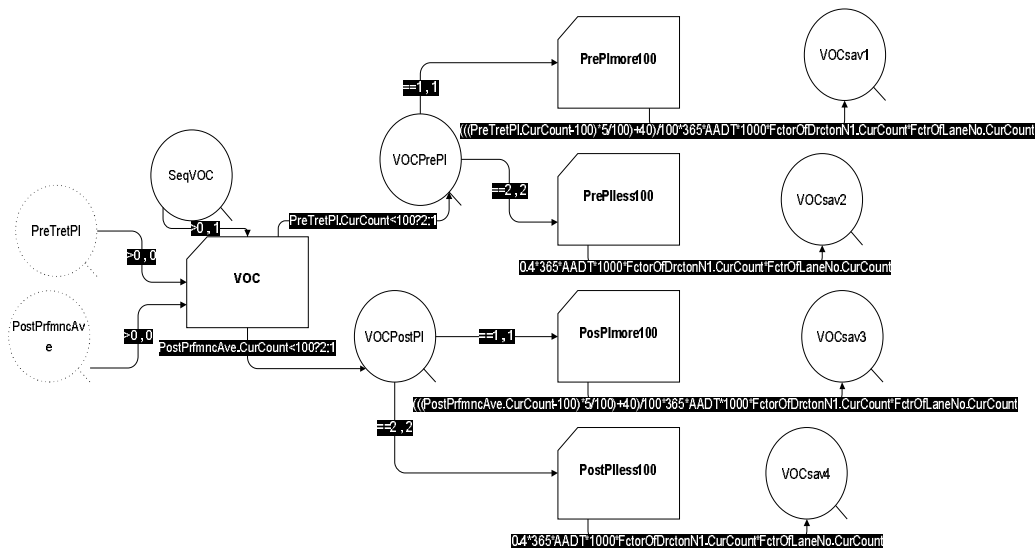 PrePImore100
VOCsav1
==1,1
(((PreTretPI.CurCount-100)*5/100)+40)/100*365*AADT*1000*FctorOfDrctonN1.CurCount*FctrOfLaneNo.CurCount
VOCPrePI
SeqVOC
==2,2
PrePIless100
VOCsav2
PreTretPI
>0,1
PreTretPI.CurCount<100?2:1
>0,0
0.4*365*AADT*1000*FctorOfDrctonN1.CurCount*FctrOfLaneNo.CurCount
VOC
PostPrfmncAv
e
>0,0
PostPrfmncAve.CurCount<100?2:1
VOCPostPI
==1,1
PosPImore100
VOCsav3
(((PostPrfmncAve.CurCount-100)*5/100)+40)/100*365*AADT*1000*FctorOfDrctonN1.CurCount*FctrOfLaneNo.CurCount
==2,2
PostPIless100
VOCsav4
0.4*365*AADT*1000*FctorOfDrctonN1.CurCount*FctrOfLaneNo.CurCount